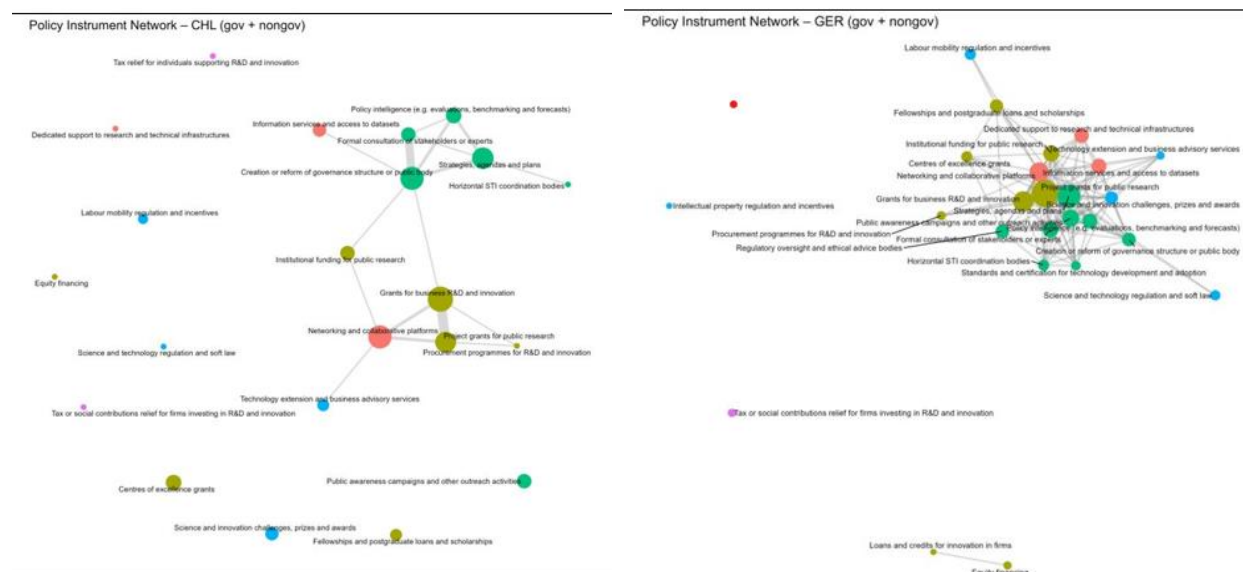 Policy Instrument Network – CHL (gov + nongov)
Tax relief for individuals supporting R&D and innovation
Policy intelligence (e.g. evaluations, benchmarking and forecasts)
Information services and access to datasets
Dedicated support to research and technical infrastructures
Formal consultation of stakeholders or experts
Strategies, agendas and plans
Creation or reform of governance structure or public body
Horizontal STI coordination bodies
Labour mobility regulation and incentives
Institutional funding for public research
Equity financing
Grants for business R&D and innovation
Networking and collaborative platforms
Project grants for public research
Science and technology regulation and soft law
Procurement programmes for R&D and innovation
Technology extension and business advisory services
Tax or social contributions relief for firms investing in R&D and innovation
Public awareness campaigns and other outreach activities
Centres of excellence grants
Science and innovation challenges, prizes and awards
Fellowships and postgraduate loans and scholarships
Policy Instrument Network – GER (gov + nongov)
Labour mobility regulation and incentives
Fellowships and postgraduate loans and scholarships
Dedicated support to research and technical infrastructures
Institutional funding for public research
Technology extension and business advisory services
Centres of excellence grants
Information services and access to datasets
Networking and collaborative platforms
Project grants for public research
Grants for business R&D and innovation
Science and innovation challenges, prizes and awards
Intellectual property regulation and incentives
Strategies, agendas and plans
Public awareness campaigns and other outreach activities
Policy intelligence (e.g. evaluations, benchmarking and forecasts)
Procurement programmes for R&D and innovation
Formal consultation of stakeholders or experts
Regulatory oversight and ethical advice bodies
Creation or reform of governance structure or public body
Horizontal STI coordination bodies
Standards and certification for technology development and adoption
Science and technology regulation and soft law
Tax or social contributions relief for firms investing in R&D and innovation
Loans and credits for innovation in firms
Equity financing